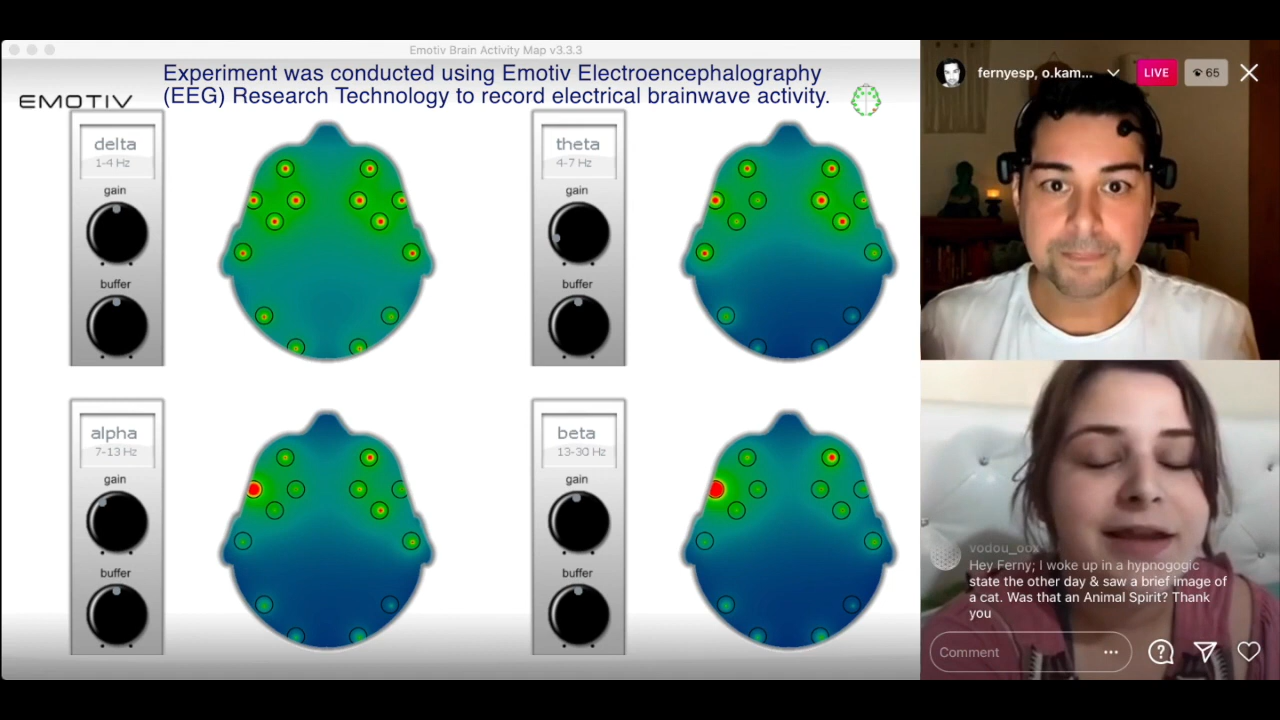 Emotiv Brain Activity Map v3.3.3
Experiment was conducted using Emotiv Electroencephalography
(EEG) Research Technology to record electrical brainwave activity.
EMOTIV
delta
1-4 Hz
gain
buffer
theta
4-7 Hz
gain
buffer
alpha
7-13 Hz
gain
buffer
beta
13-30 Hz
gain
buffer
fernyesp, o.kam...
LIVE
65
Hey Ferny; I woke up in a hypnogogic
state the other day & saw a brief image of
a cat. Was that an Animal Spirit? Thank
you
Comment